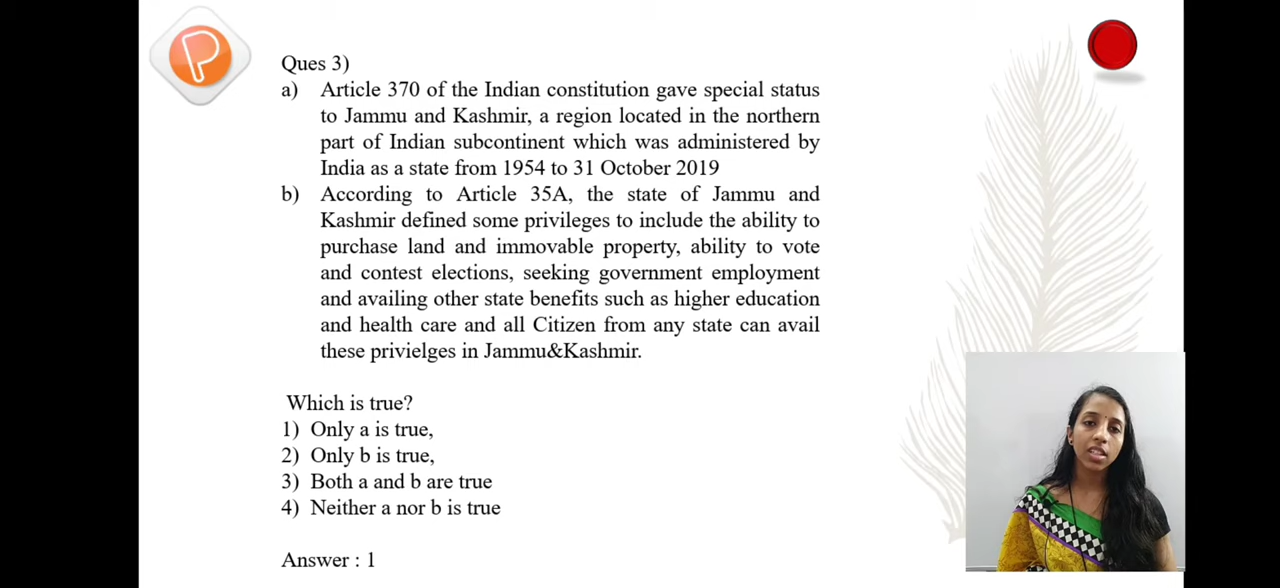 P
Ques 3)
a) Article 370 of the Indian constitution gave special status
to Jammu and Kashmir, a region located in the northern
part of Indian subcontinent which was administered by
India as a state from 1954 to 31 October 2019
b) According to Article 35A, the state of Jammu and
Kashmir defined some privileges to include the ability to
purchase land and immovable property, ability to vote
and contest elections, seeking government employment
and availing other state benefits such as higher education
and health care and all Citizen from any state can avail
these privielges in Jammu&Kashmir.
Which is true?
1) Only a is true,
2) Only b is true,
3) Both a and b are true
4) Neither a nor b is true
Answer : 1